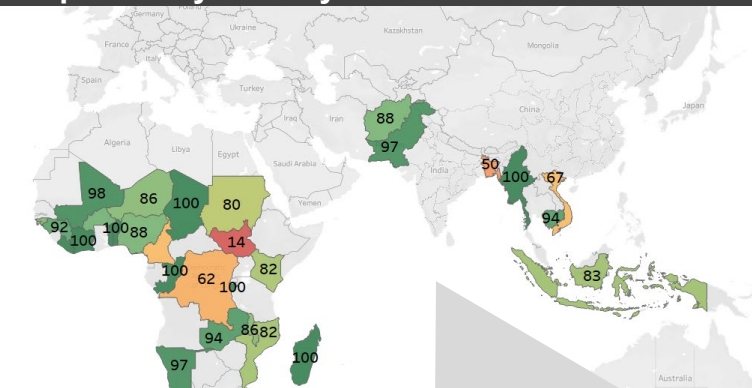 Germany
Poland
Ukraine
Kazakhstan
France
Mongolia
Italy
Spain
Turkey
Japan
China
Iraq
Iran
Algeria
Libya
Egypt
Saudi Arabia
India
Yemen
88
97
50
100
67
94
98
86
100
80
92
100
100
88
14
100
62
100
82
83
94
86
82
97
100
Australia